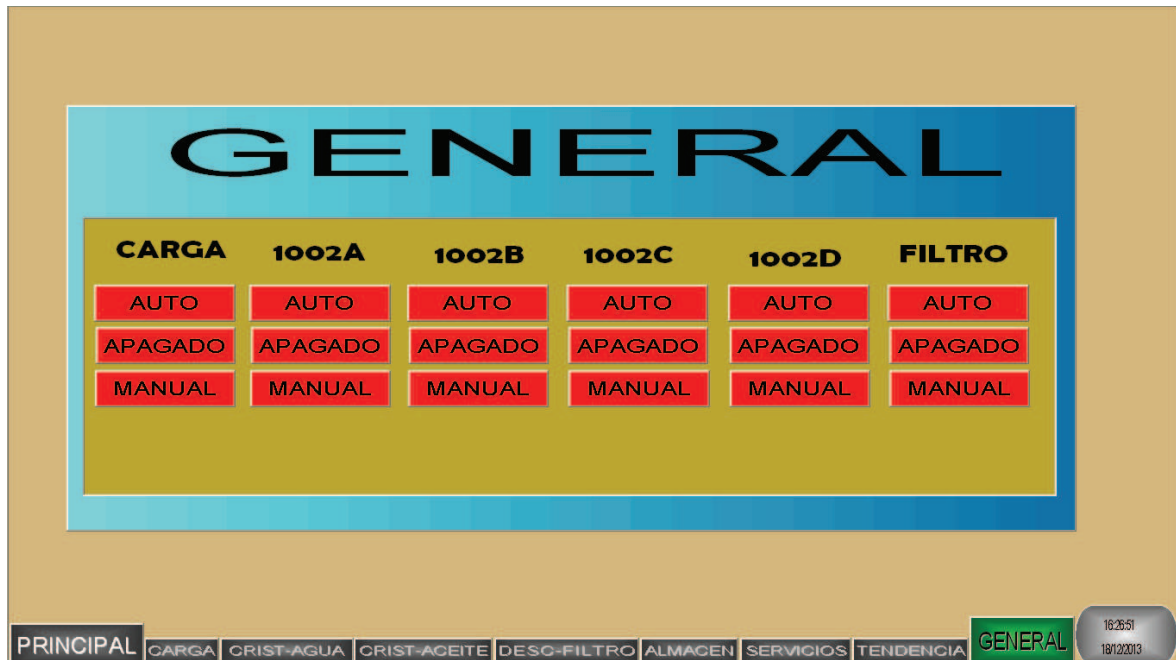 GENERAL
CARGA 1002A 1002B 1002C 1002D FILTRO
AUTO AUTO AUTO AUTO AUTO AUTO
APAGADO APAGADO APAGADO APAGADO APAGADO APAGADO
MANUAL MANUAL MANUAL MANUAL MANUAL MANUAL
PRINCIPAL CARGA CRIST-AGUA CRIST-ACEITE DESC-FILTRO ALMACEN SERVICIOS TENDENCIA GENERAL
16:26:51
18/12/2013